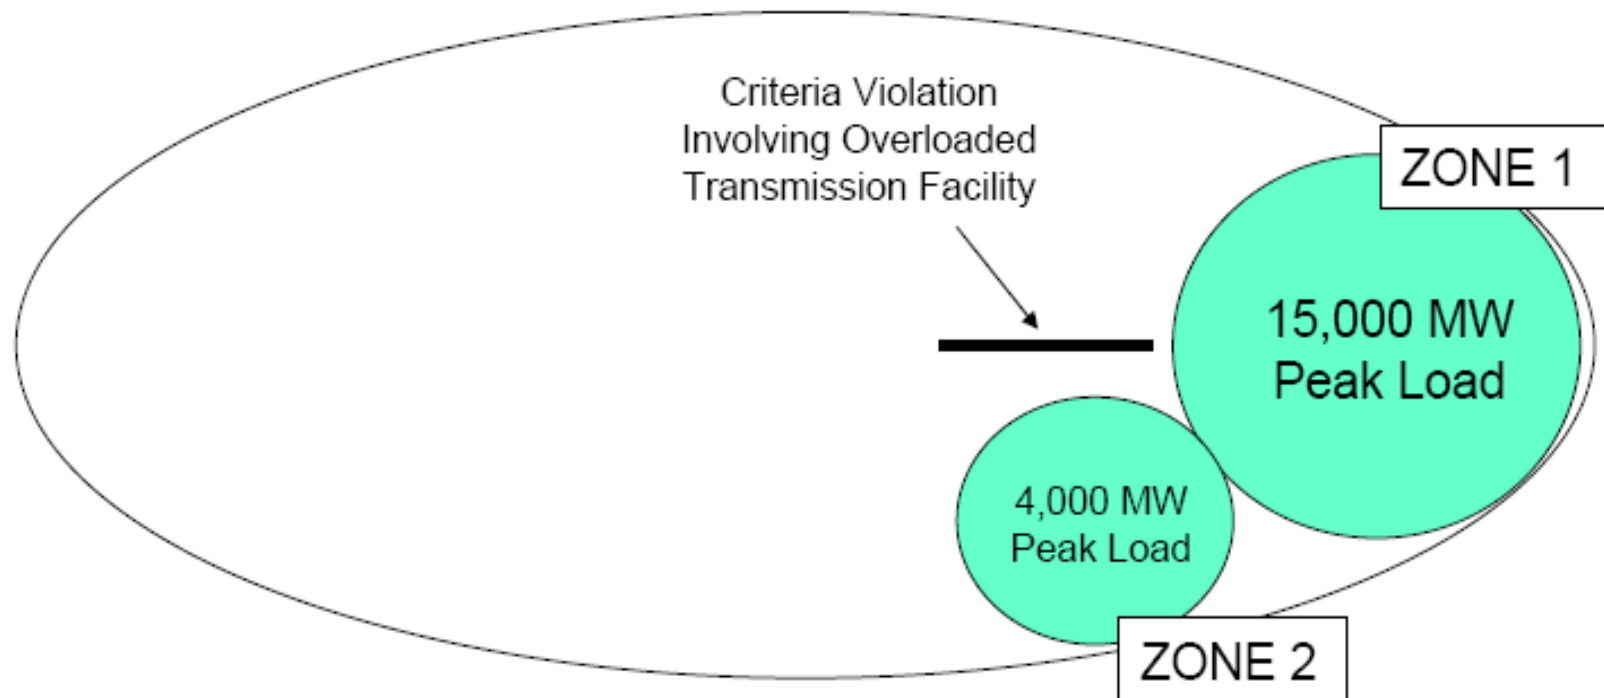 Criteria Violation
Involving Overloaded
Transmission Facility
ZONE 1
15,000 MW
Peak Load
4,000 MW
Peak Load
ZONE 2